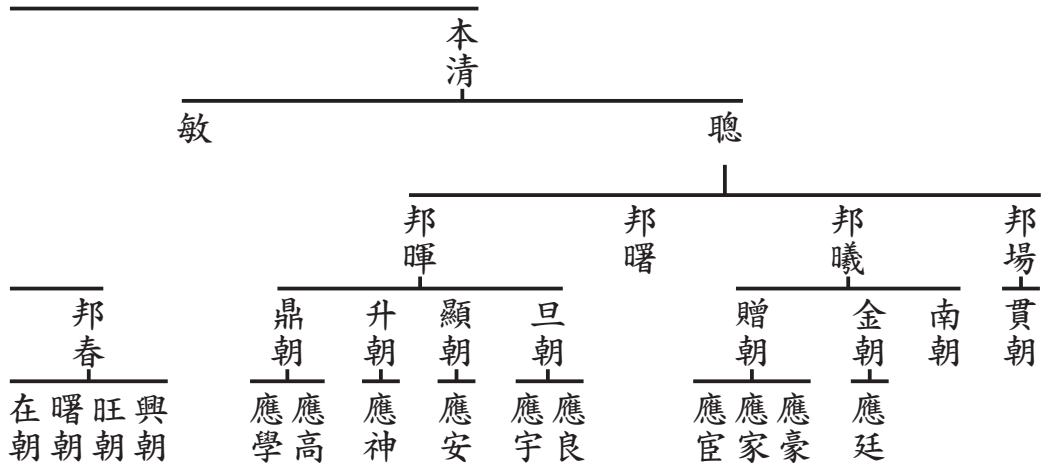 本清
聰
敏
邦場
邦曦
邦曙
邦暉
貫朝
南朝
金朝
贈朝
旦朝
顯朝
升朝
鼎朝
邦春
應廷
應豪
應家
應宦
應良
應宇
應安
應神
應高
應學
興朝
旺朝
曙朝
在朝